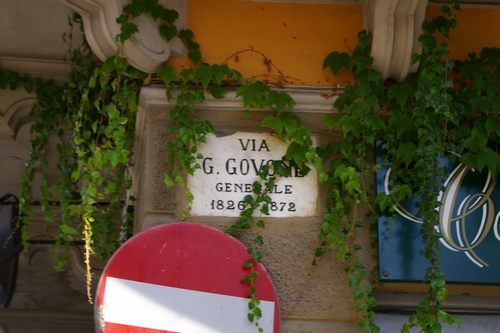 VIA
G. GOVONE
GENERALE
1826 1872